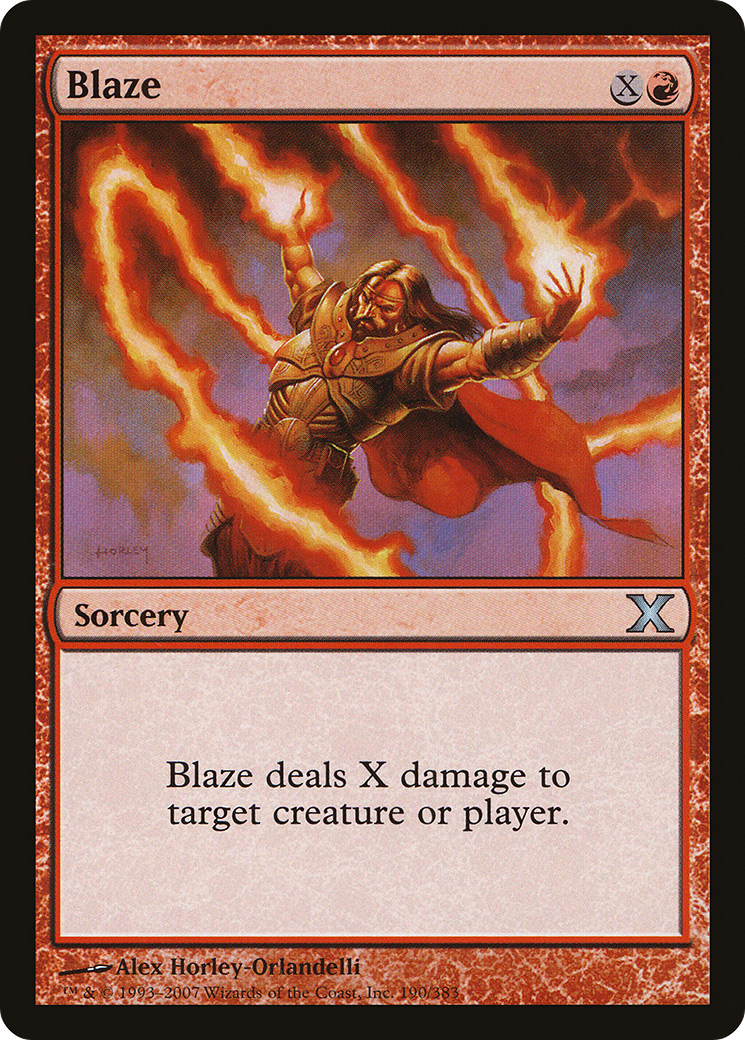 Blaze X
HORLEY
Sorcery X
Blaze deals X damage to
target creature or player.
Alex Horley-Orlandelli
™ & © 1993–2007 Wizards of the Coast, Inc. 190/383